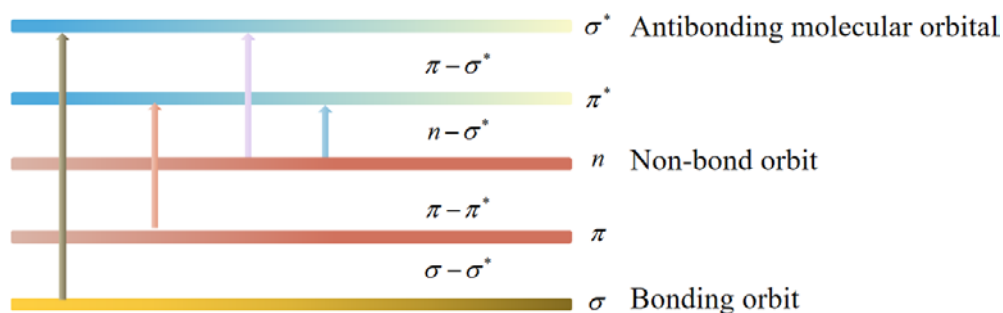 σ* Antibonding molecular orbital
π − σ*
π*
n − σ*
n Non-bond orbit
π − π*
π
σ − σ*
σ Bonding orbit